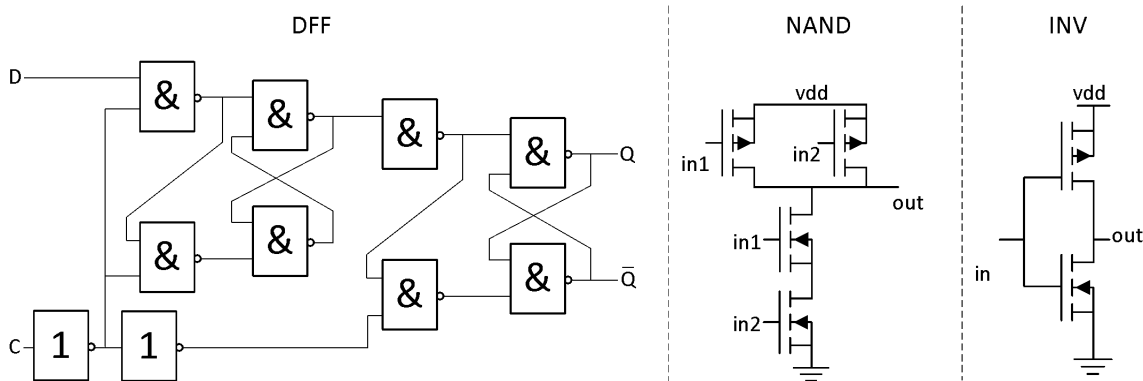 DFF NAND INV
D & & & & Q
& & & & Q̅
C 1 1
vdd
in1 in2
out
in1
in2
vdd
in out